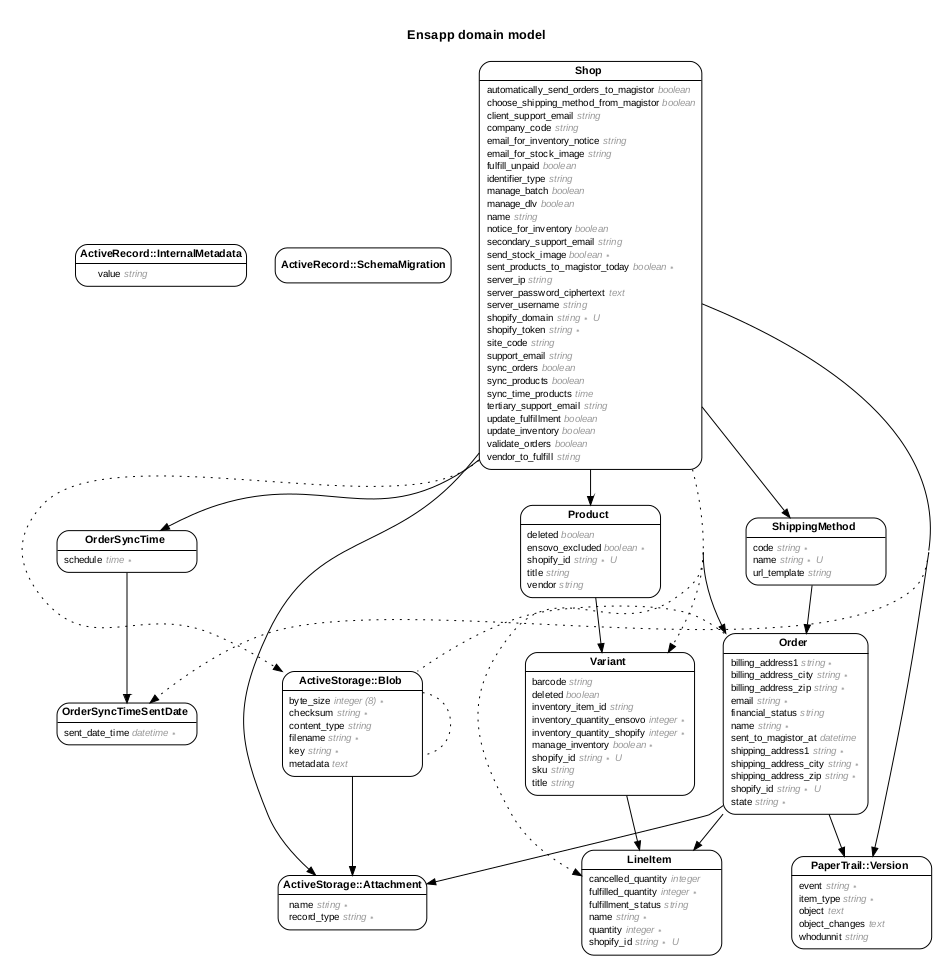 Ensapp domain model
Shop
automatically_send_orders_to_magistor boolean
choose_shipping_method_from_magistor boolean
client_support_email string
company_code string
email_for_inventory_notice string
email_for_stock_image string
fulfill_unpaid boolean
identifier_type string
manage_batch boolean
manage_dlv boolean
name string
notice_for_inventory boolean
secondary_support_email string
send_stock_image boolean ∗
sent_products_to_magistor_today boolean ∗
server_ip string
server_password_ciphertext text
server_username string
shopify_domain string ∗ U
shopify_token string ∗
site_code string
support_email string
sync_orders boolean
sync_products boolean
sync_time_products time
tertiary_support_email string
update_fulfillment boolean
update_inventory boolean
validate_orders boolean
vendor_to_fulfill string
ActiveRecord::InternalMetadata
value string
ActiveRecord::SchemaMigration
OrderSyncTime
schedule time ∗
Product
deleted boolean
ensovo_excluded boolean ∗
shopify_id string ∗ U
title string
vendor string
ShippingMethod
code string ∗
name string ∗ U
url_template string
OrderSyncTimeSentDate
sent_date_time datetime ∗
ActiveStorage::Blob
byte_size integer (8) ∗
checksum string ∗
content_type string
filename string ∗
key string ∗
metadata text
Variant
barcode string
deleted boolean
inventory_item_id string
inventory_quantity_ensovo integer ∗
inventory_quantity_shopify integer ∗
manage_inventory boolean ∗
shopify_id string ∗ U
sku string
title string
Order
billing_address1 string ∗
billing_address_city string ∗
billing_address_zip string ∗
email string ∗
financial_status string
name string ∗
sent_to_magistor_at datetime
shipping_address1 string ∗
shipping_address_city string ∗
shipping_address_zip string ∗
shopify_id string ∗ U
state string ∗
ActiveStorage::Attachment
name string ∗
record_type string ∗
LineItem
cancelled_quantity integer
fulfilled_quantity integer ∗
fulfillment_status string
name string ∗
quantity integer ∗
shopify_id string ∗ U
PaperTrail::Version
event string ∗
item_type string ∗
object text
object_changes text
whodunnit string